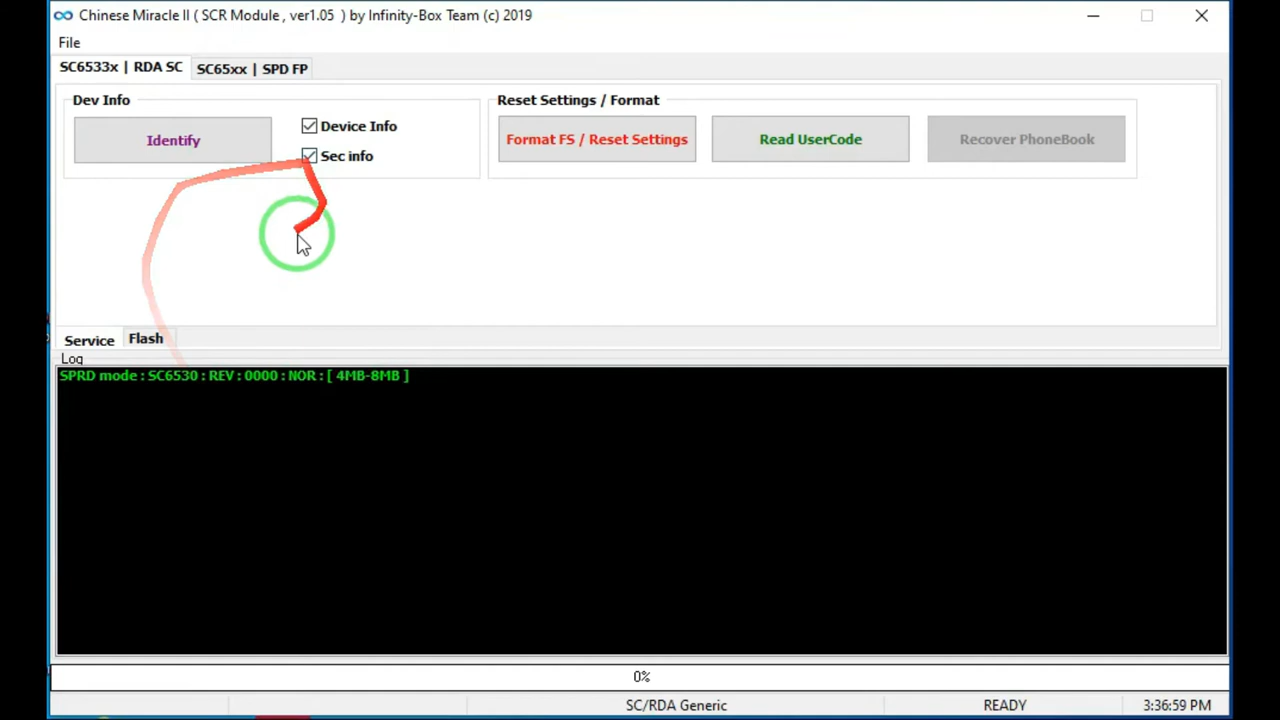 Chinese Miracle II ( SCR Module , ver1.05 ) by Infinity-Box Team (c) 2019
File
SC6533x | RDA SC
SC65xx | SPD FP
Dev Info
Identify
Device Info
Sec info
Reset Settings / Format
Format FS / Reset Settings
Read UserCode
Recover PhoneBook
Service
Flash
Log
SPRD mode : SC6530 : REV : 0000 : NOR : [ 4MB-8MB ]
0%
SC/RDA Generic
READY
3:36:59 PM